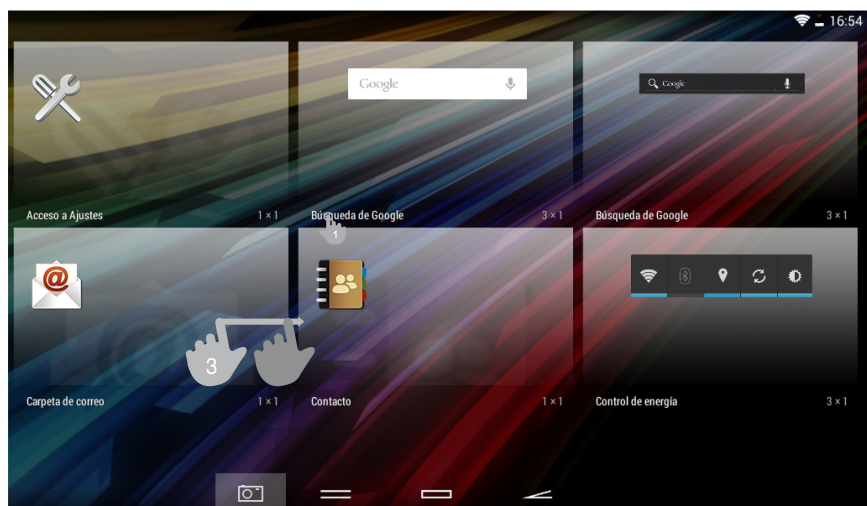 16:54
Google
Google
Acceso a Ajustes 1 × 1
Búsqueda de Google 3 × 1
Búsqueda de Google 3 × 1
1
@
3
Carpeta de correo 1 × 1
Contacto 1 × 1
Control de energía 3 × 1